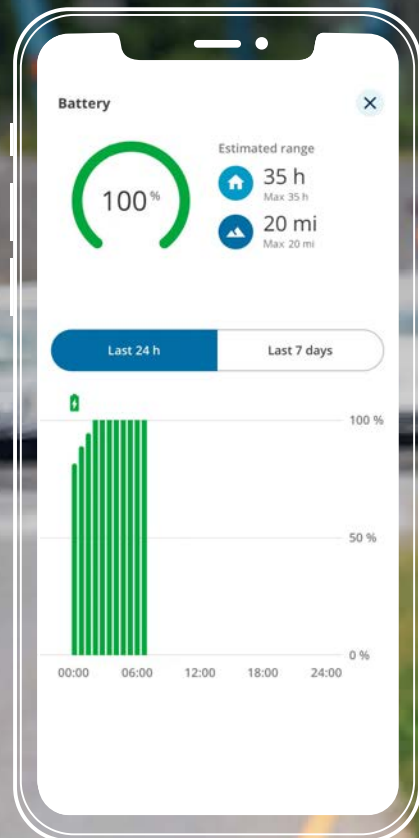 Battery
100 %
Estimated range
35 h
Max 35 h
20 mi
Max 20 mi
Last 24 h
Last 7 days
100 %
50 %
0 %
00:00 06:00 12:00 18:00 24:00